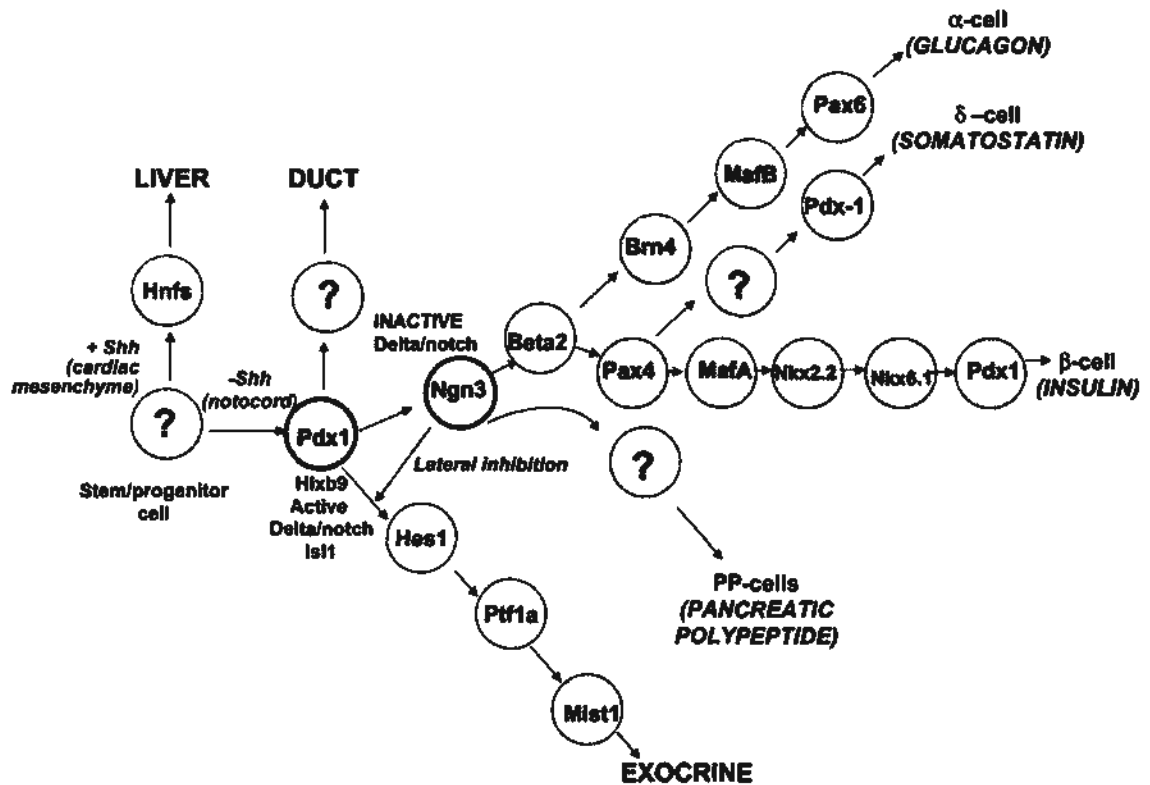 α-cell
(GLUCAGON)
Pax6
δ –cell
(SOMATOSTATIN)
MafB
LIVER
DUCT
Pdx-1
Brn4
Hnfs
?
?
INACTIVE
Delta/notch
Beta2
+ Shh
(cardiac
mesenchyme)
-Shh
(notocord)
Ngn3
Pax4
MafA
Nkx2.2
Nkx6.1
Pdx1
β-cell
(INSULIN)
?
Pdx1
Lateral inhibition
?
Stem/progenitor
cell
Hlxb9
Active
Delta/notch
Isl1
Hes1
PP-cells
(PANCREATIC
POLYPEPTIDE)
Ptf1a
Mist1
EXOCRINE